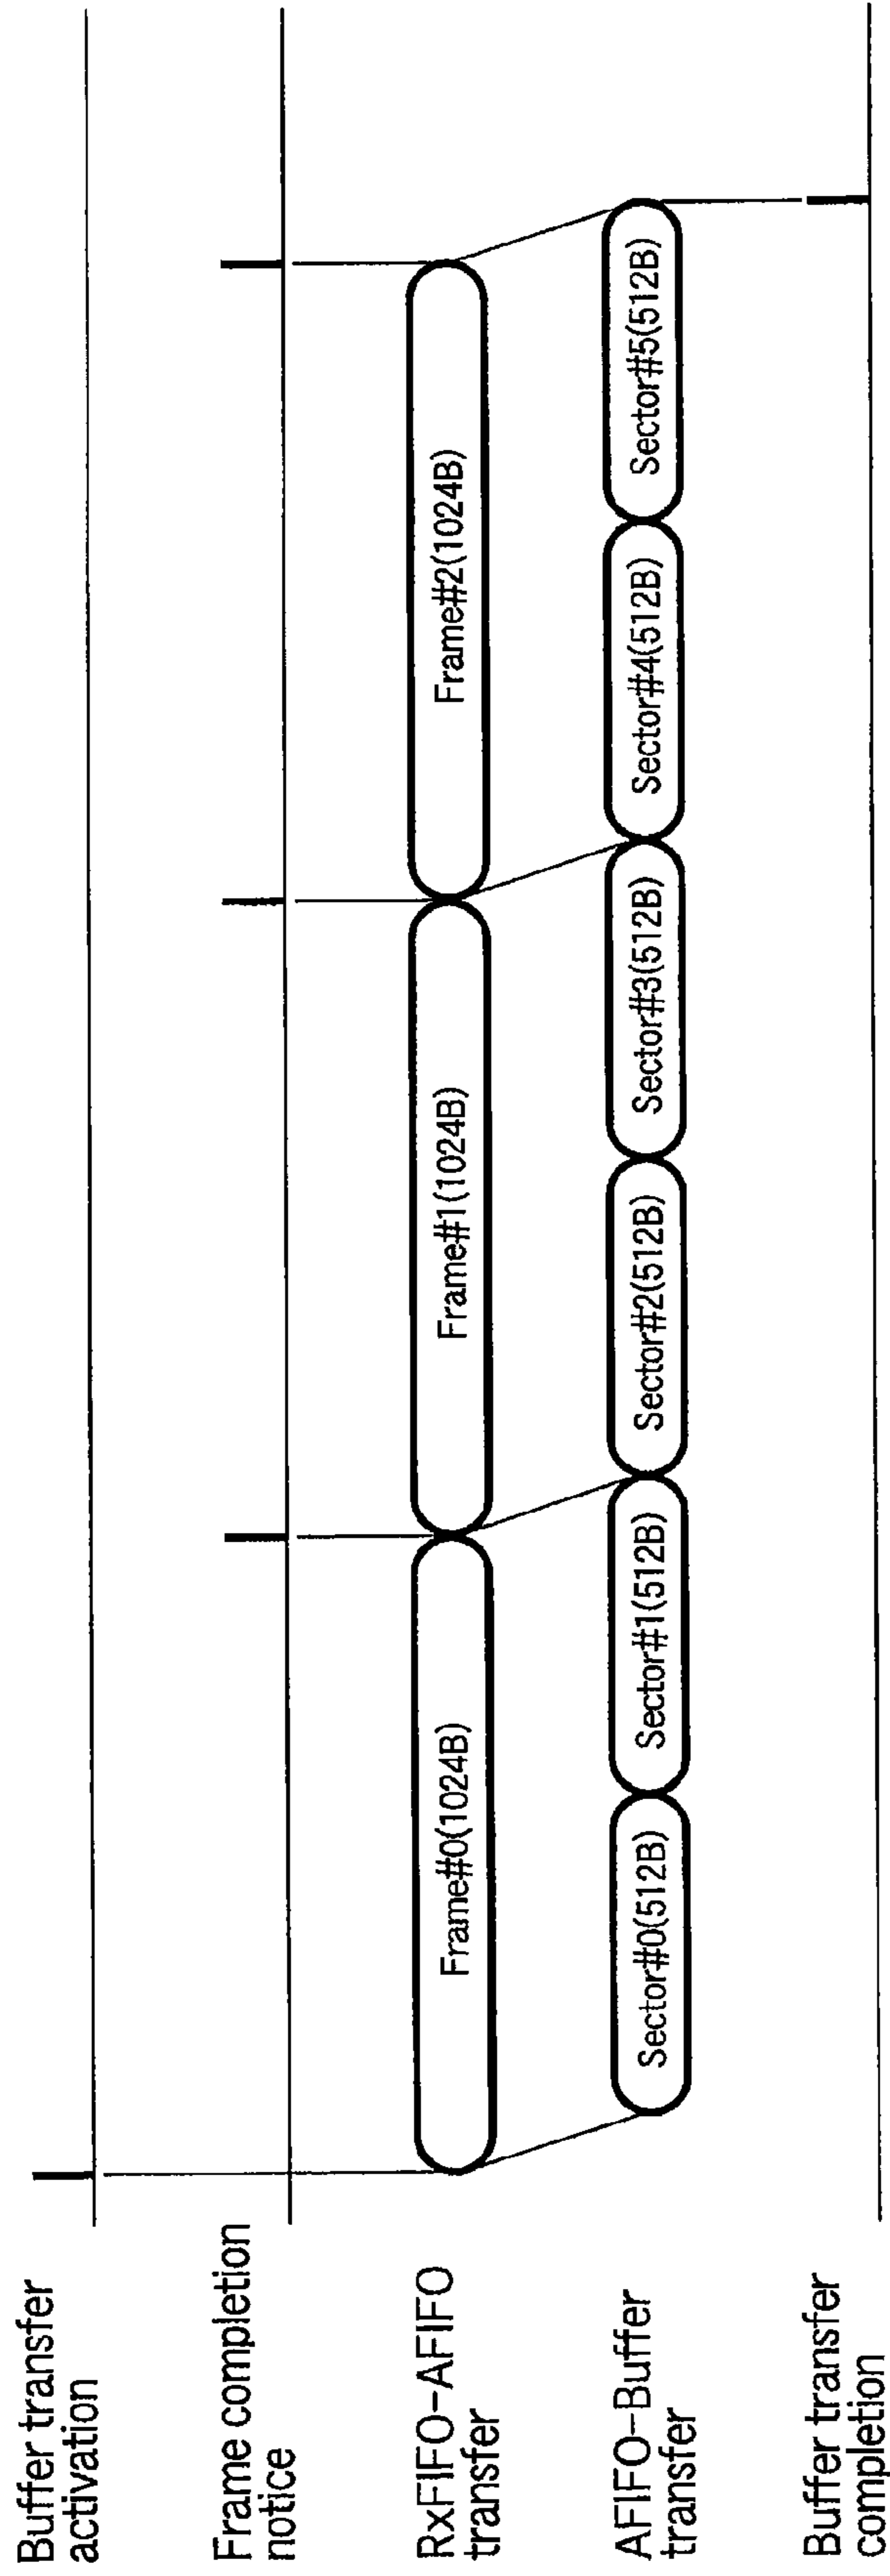 Buffer transfer
activation
Frame completion
notice
RxFIFO-AFIFO
transfer
Frame#0(1024B)
Frame#1(1024B)
Frame#2(1024B)
AFIFO-Buffer
transfer
Sector#0(512B)
Sector#1(512B)
Sector#2(512B)
Sector#3(512B)
Sector#4(512B)
Sector#5(512B)
Buffer transfer
completion